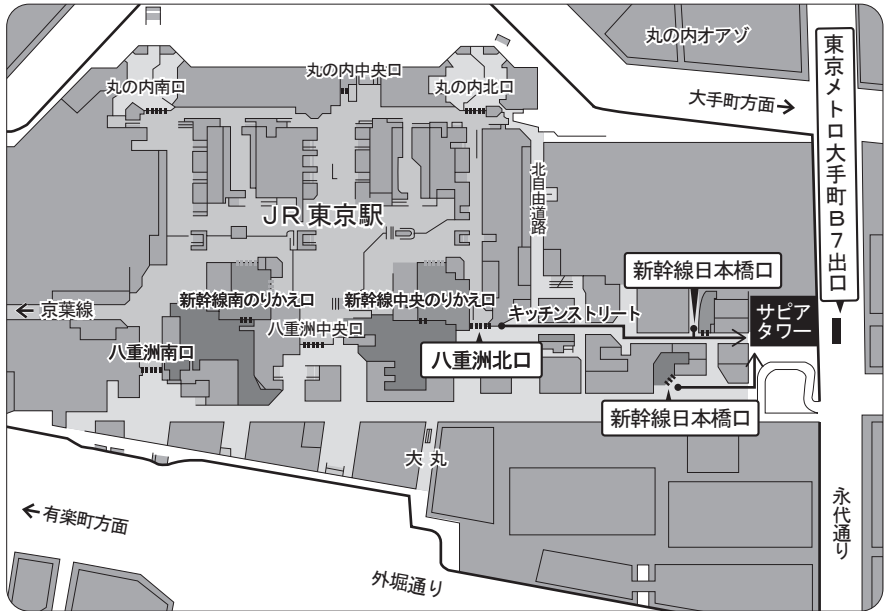 丸の内オアゾ
東京メトロ大手町B7出口
丸の内南口
丸の内中央口
丸の内北口
大手町方面→
北自由通路
JR東京駅
新幹線日本橋口
←京葉線
新幹線南のりかえ口
新幹線中央のりかえ口
キッチンストリート
サピア
タワー
八重洲中央口
八重洲南口
八重洲北口
新幹線日本橋口
大丸
永代通り
←有楽町方面
外堀通り